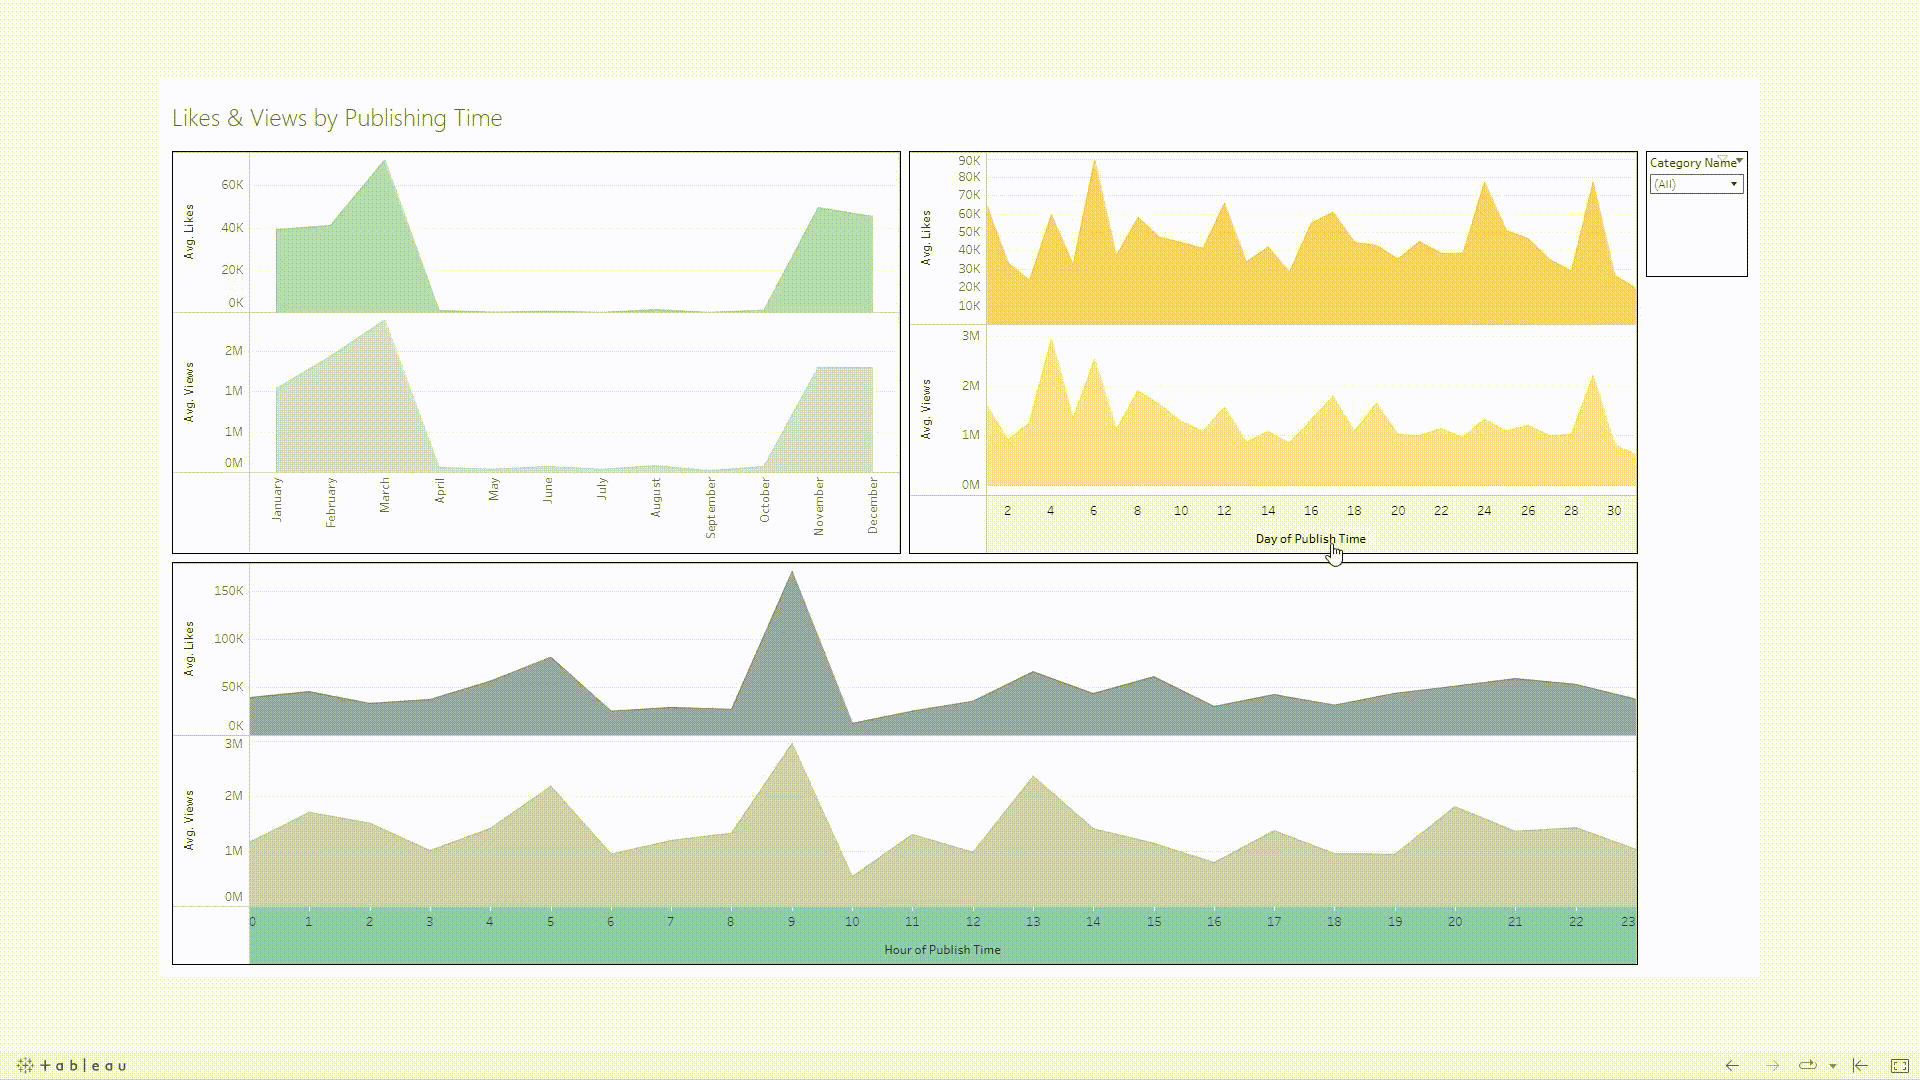 Likes & Views by Publishing Time
Avg. Likes
60K
40K
20K
0K
Avg. Views
2M
1M
1M
0M
January
February
March
April
May
June
July
August
September
October
November
December
Avg. Likes
90K
80K
70K
60K
50K
40K
30K
20K
10K
Avg. Views
3M
2M
1M
0M
2 4 6 8 10 12 14 16 18 20 22 24 26 28 30
Day of Publish Time
Category Name
(All)
Avg. Likes
150K
100K
50K
0K
Avg. Views
3M
2M
1M
0M
0 1 2 3 4 5 6 7 8 9 10 11 12 13 14 15 16 17 18 19 20 21 22 23
Hour of Publish Time
+ableau